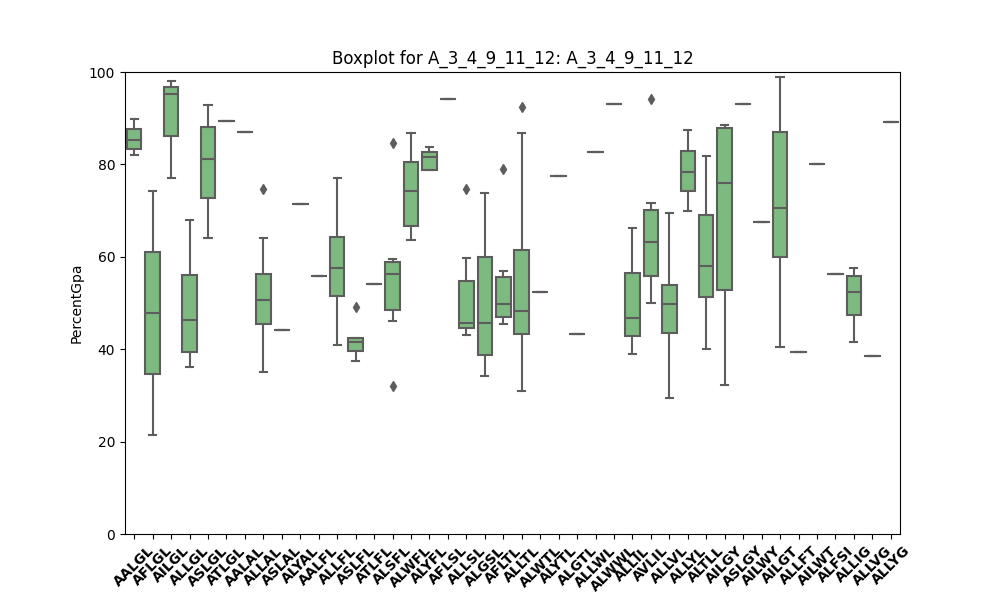 Boxplot for A_3_4_9_11_12: A_3_4_9_11_12
PercentGpa
100
80
60
40
20
0
AALGL
AFLGL
AILGL
ALLGL
ASLGL
ATLGL
AALAL
ALLAL
ASLAL
ALYAL
AALFL
ALLFL
ASLFL
ATLFL
ALSFL
ALWFL
ALYFL
AFLSL
ALLSL
ALGSL
AFLTL
ALLTL
ALWTL
ALYTL
ALGTL
ALLWL
ALWWL
ALLIL
AVLIL
ALLVL
ALLYL
ALTLL
AILGY
ASLGY
AILWY
AILGT
ALLFT
AILWT
ALFSI
ALLIG
ALLVG
ALLYG